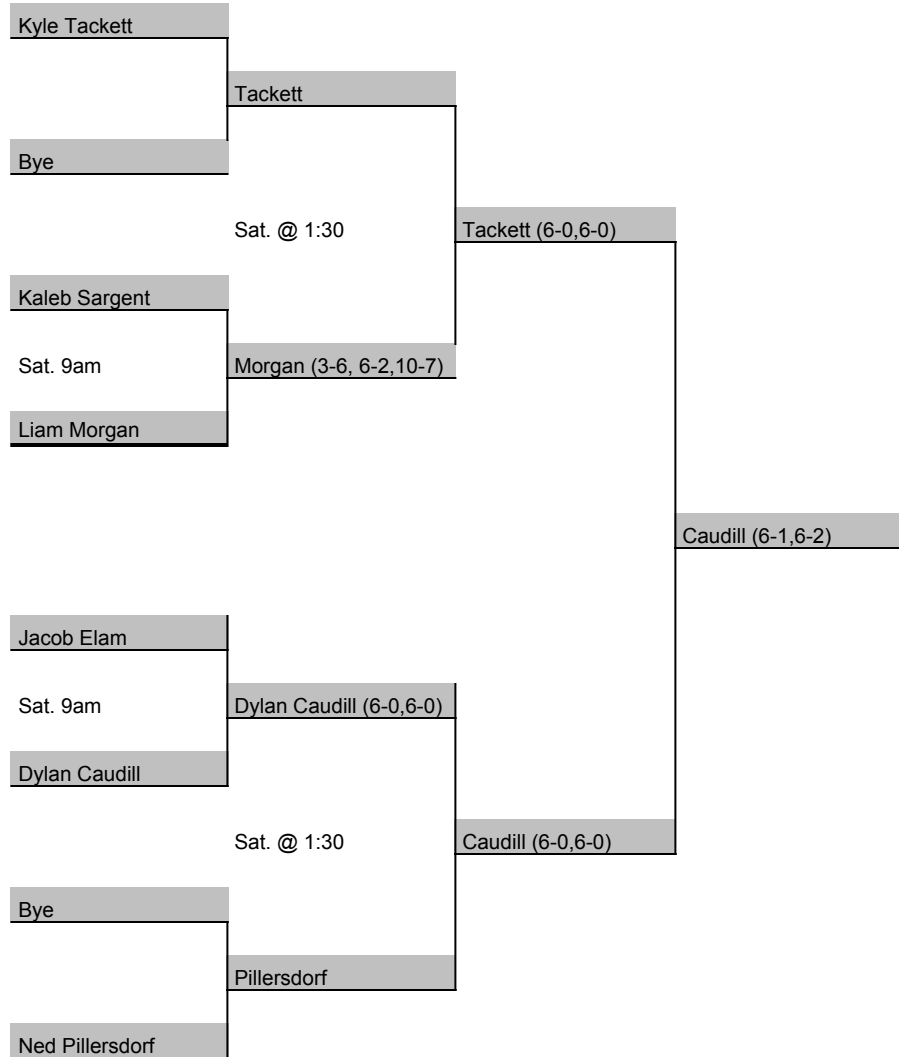 Kyle Tackett
Tackett
Bye
Sat. @ 1:30
Tackett (6-0,6-0)
Kaleb Sargent
Sat. 9am
Morgan (3-6, 6-2,10-7)
Liam Morgan
Caudill (6-1,6-2)
Jacob Elam
Sat. 9am
Dylan Caudill (6-0,6-0)
Dylan Caudill
Sat. @ 1:30
Caudill (6-0,6-0)
Bye
Pillersdorf
Ned Pillersdorf